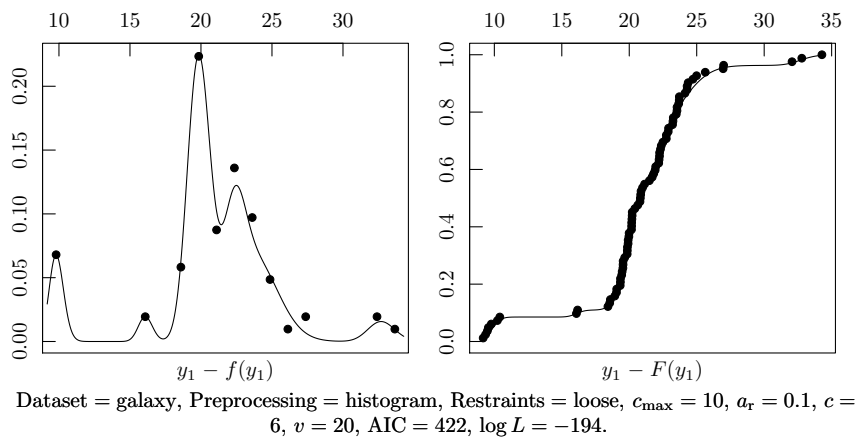 10 15 20 25 30
10 15 20 25 30 35
0.00 0.05 0.10 0.15 0.20
0.0 0.2 0.4 0.6 0.8 1.0
y₁ − f(y₁)
y₁ − F(y₁)
Dataset = galaxy, Preprocessing = histogram, Restraints = loose, c_max = 10, a_r = 0.1, c =
6, v = 20, AIC = 422, log L = −194.